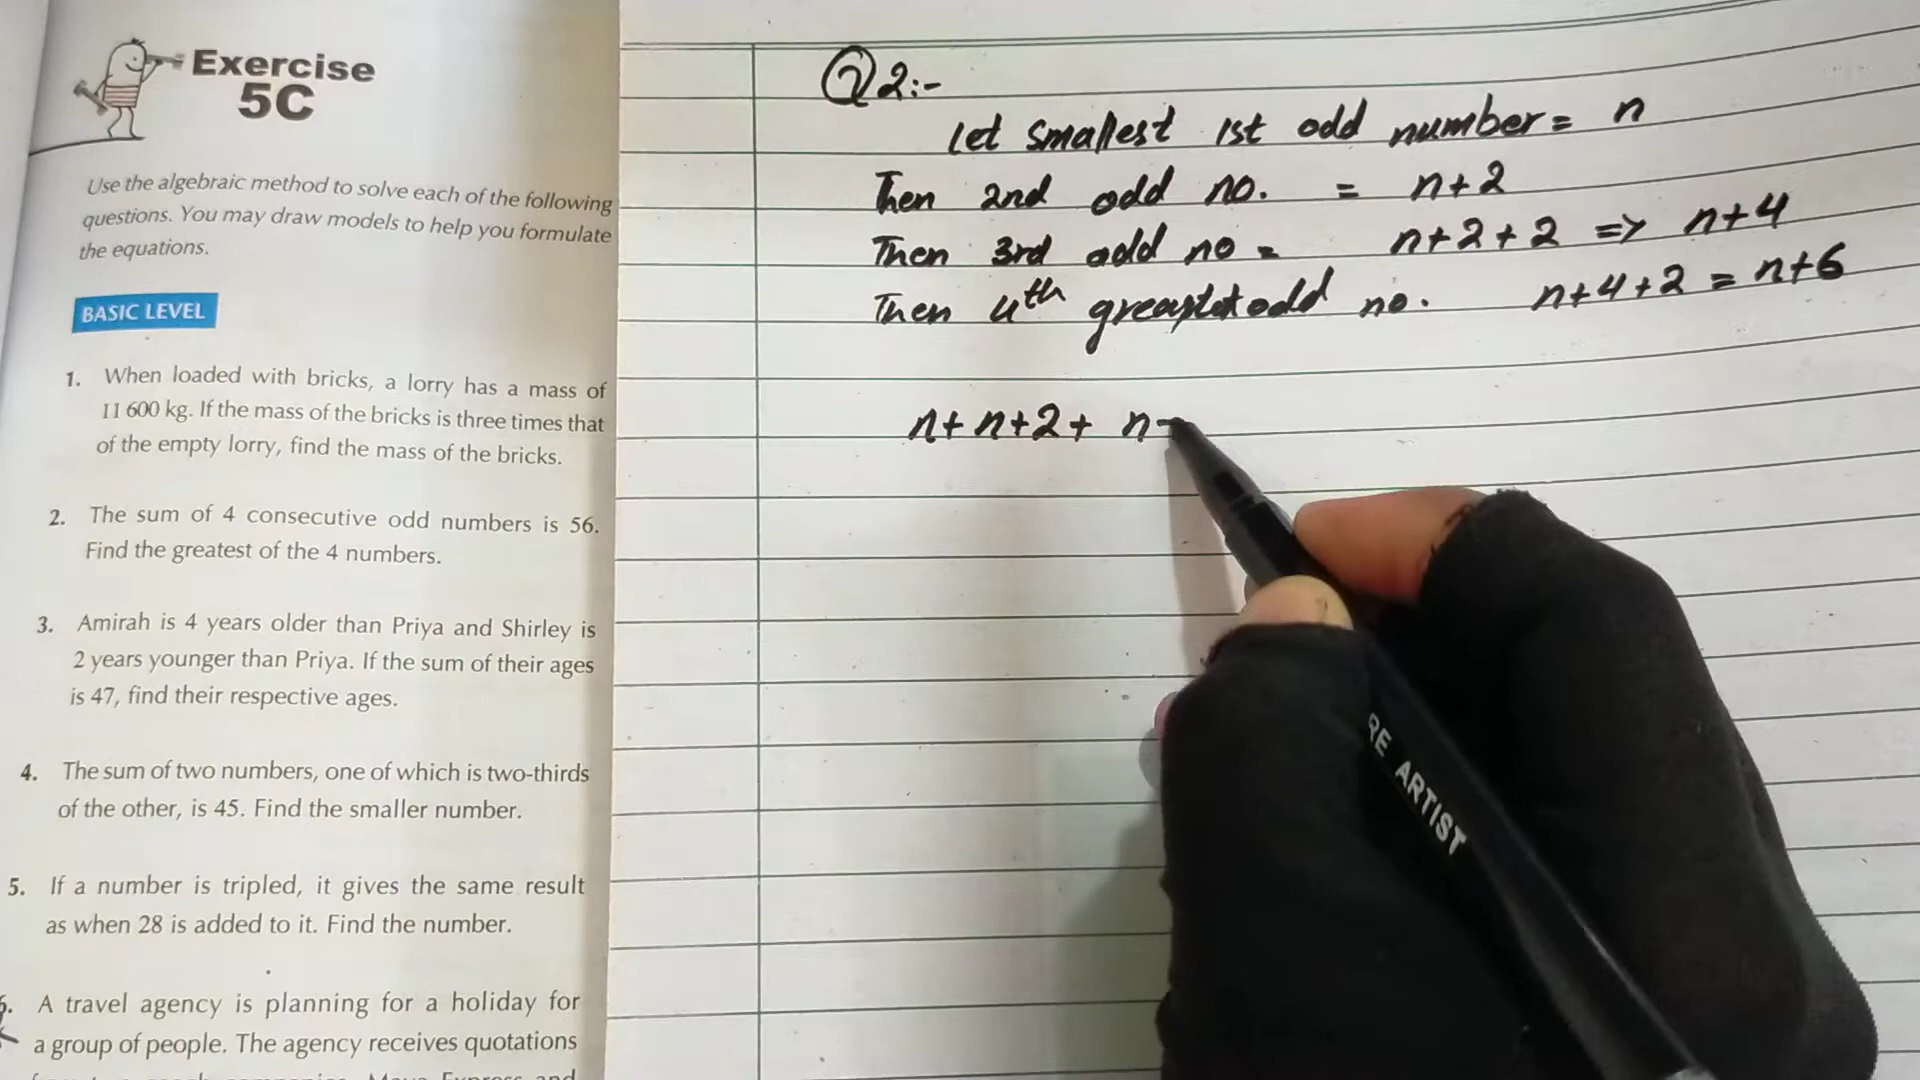 Exercise
5C
Use the algebraic method to solve each of the following
questions. You may draw models to help you formulate
the equations.
BASIC LEVEL
1. When loaded with bricks, a lorry has a mass of
11 600 kg. If the mass of the bricks is three times that
of the empty lorry, find the mass of the bricks.
2. The sum of 4 consecutive odd numbers is 56.
Find the greatest of the 4 numbers.
3. Amirah is 4 years older than Priya and Shirley is
2 years younger than Priya. If the sum of their ages
is 47, find their respective ages.
4. The sum of two numbers, one of which is two-thirds
of the other, is 45. Find the smaller number.
5. If a number is tripled, it gives the same result
as when 28 is added to it. Find the number.
6. A travel agency is planning for a holiday for
a group of people. The agency receives quotations
Q2:-
Let smallest 1st odd number = n
Then 2nd odd no. = n+2
Then 3rd odd no = n+2+2 => n+4
Then 4th odd no. n+4+2 = n+6
n+n+2+ n
RE ARTIST